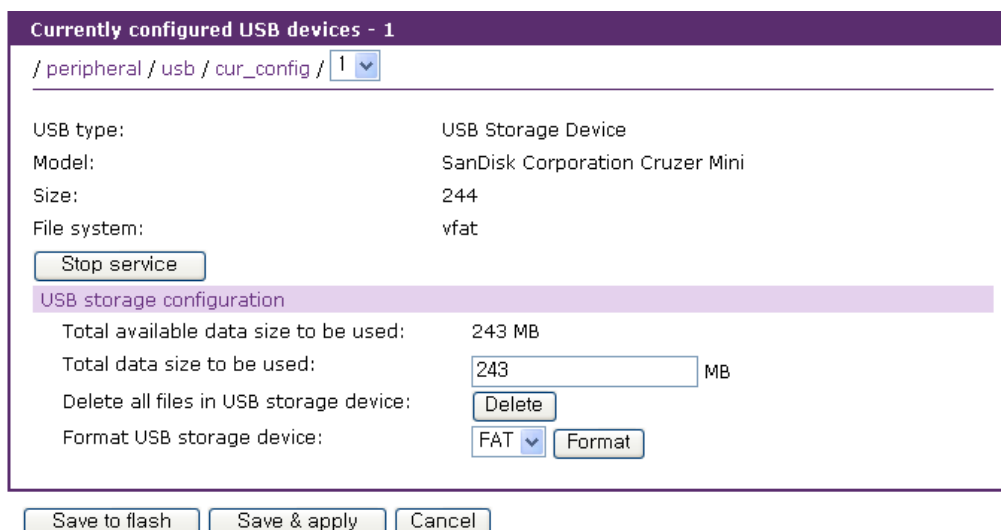 Currently configured USB devices - 1
/ peripheral / usb / cur_config / 1
USB type: USB Storage Device
Model: SanDisk Corporation Cruzer Mini
Size: 244
File system: vfat
Stop service
USB storage configuration
Total available data size to be used: 243 MB
Total data size to be used: 243 MB
Delete all files in USB storage device: Delete
Format USB storage device: FAT Format
Save to flash Save & apply Cancel